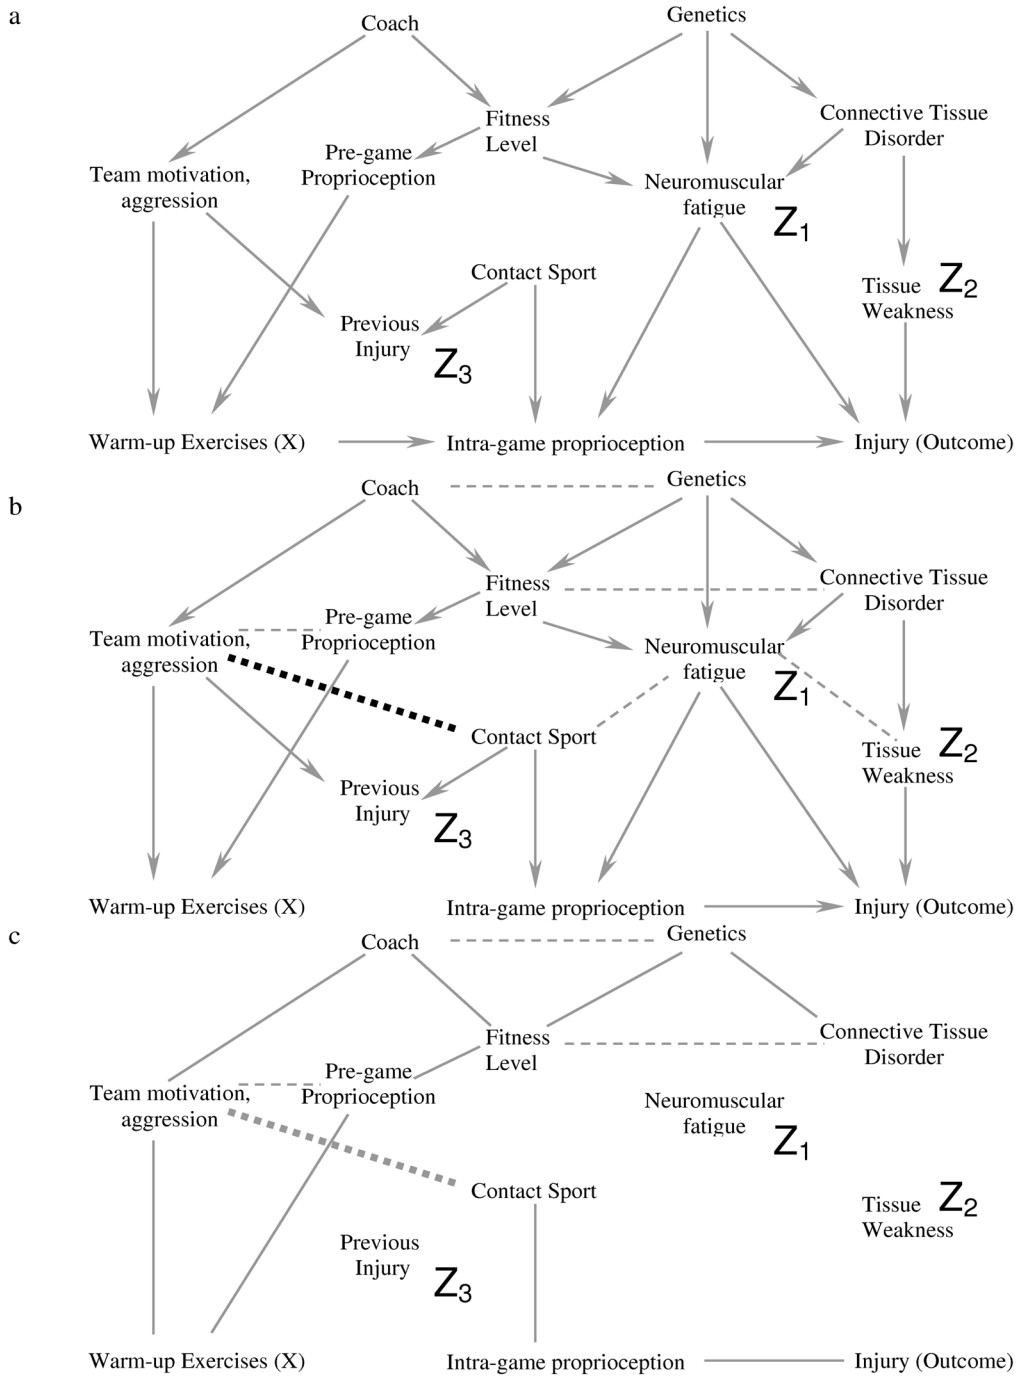 a
Coach
Genetics
Fitness
Level
Connective Tissue
Disorder
Pre-game
Proprioception
Team motivation,
aggression
Neuromuscular
fatigue
Z1
Contact Sport
Tissue
Weakness
Z2
Previous
Injury
Z3
Warm-up Exercises (X)
Intra-game proprioception
Injury (Outcome)
b
Coach
Genetics
Fitness
Level
Connective Tissue
Disorder
Pre-game
Proprioception
Team motivation,
aggression
Neuromuscular
fatigue
Z1
Contact Sport
Tissue
Weakness
Z2
Previous
Injury
Z3
Warm-up Exercises (X)
Intra-game proprioception
Injury (Outcome)
c
Coach
Genetics
Fitness
Level
Connective Tissue
Disorder
Pre-game
Proprioception
Team motivation,
aggression
Neuromuscular
fatigue
Z1
Contact Sport
Tissue
Weakness
Z2
Previous
Injury
Z3
Warm-up Exercises (X)
Intra-game proprioception
Injury (Outcome)